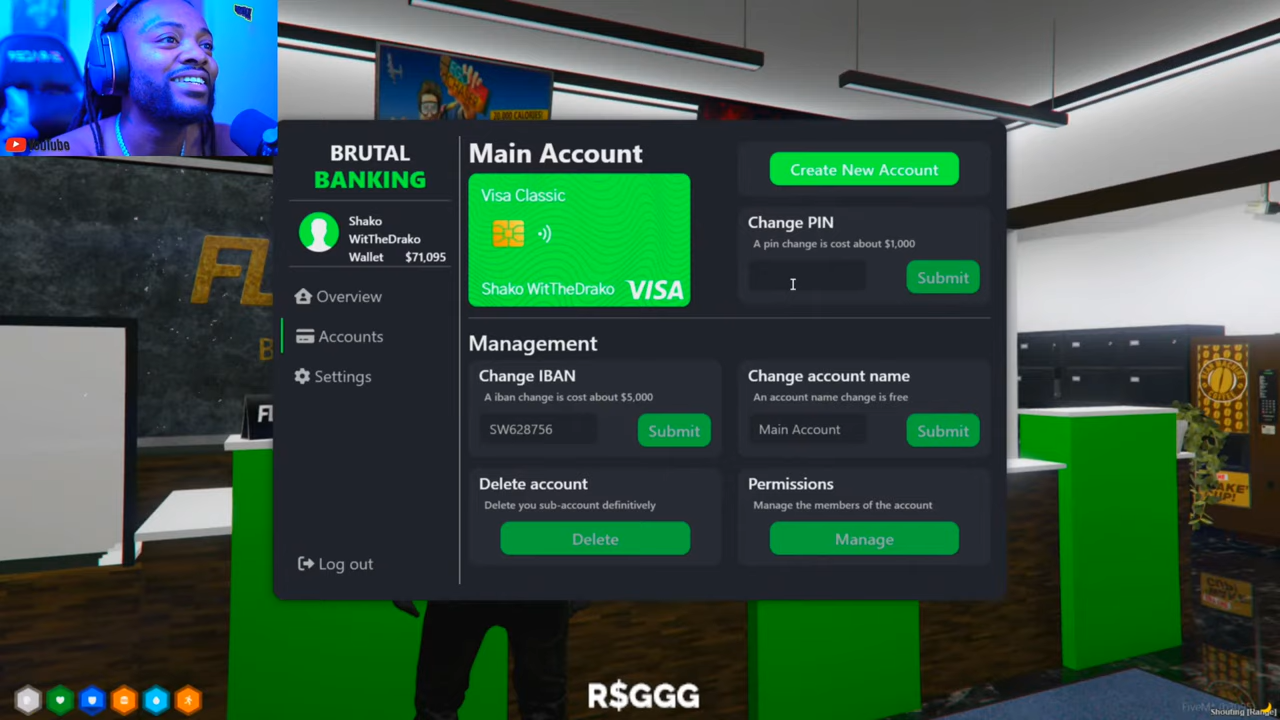 YouTube
BRUTAL
BANKING
Shako
WitTheDrako
Wallet $71,095
Overview
Accounts
Settings
Log out
Main Account
Visa Classic
Shako WitTheDrako VISA
Create New Account
Change PIN
A pin change is cost about $1,000
Submit
Management
Change IBAN
A iban change is cost about $5,000
SW628756 Submit
Change account name
An account name change is free
Main Account Submit
Delete account
Delete you sub-account definitively
Delete
Permissions
Manage the members of the account
Manage
R$GGG
Shouting [Range]